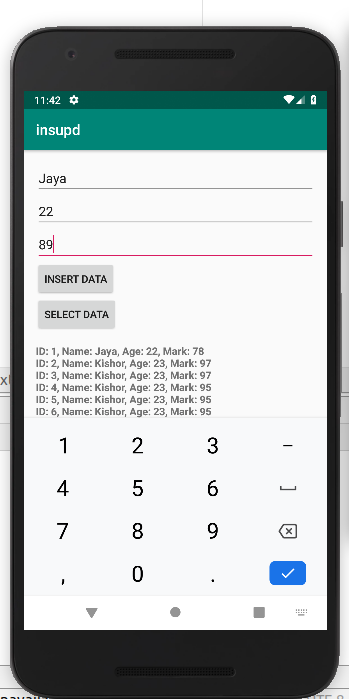 11:42
insupd
Jaya
22
89
INSERT DATA
SELECT DATA
ID: 1, Name: Jaya, Age: 22, Mark: 78
ID: 2, Name: Kishor, Age: 23, Mark: 97
ID: 3, Name: Kishor, Age: 23, Mark: 97
ID: 4, Name: Kishor, Age: 23, Mark: 95
ID: 5, Name: Kishor, Age: 23, Mark: 95
ID: 6, Name: Kishor, Age: 23, Mark: 95
1 2 3 –
4 5 6
7 8 9
, 0 .